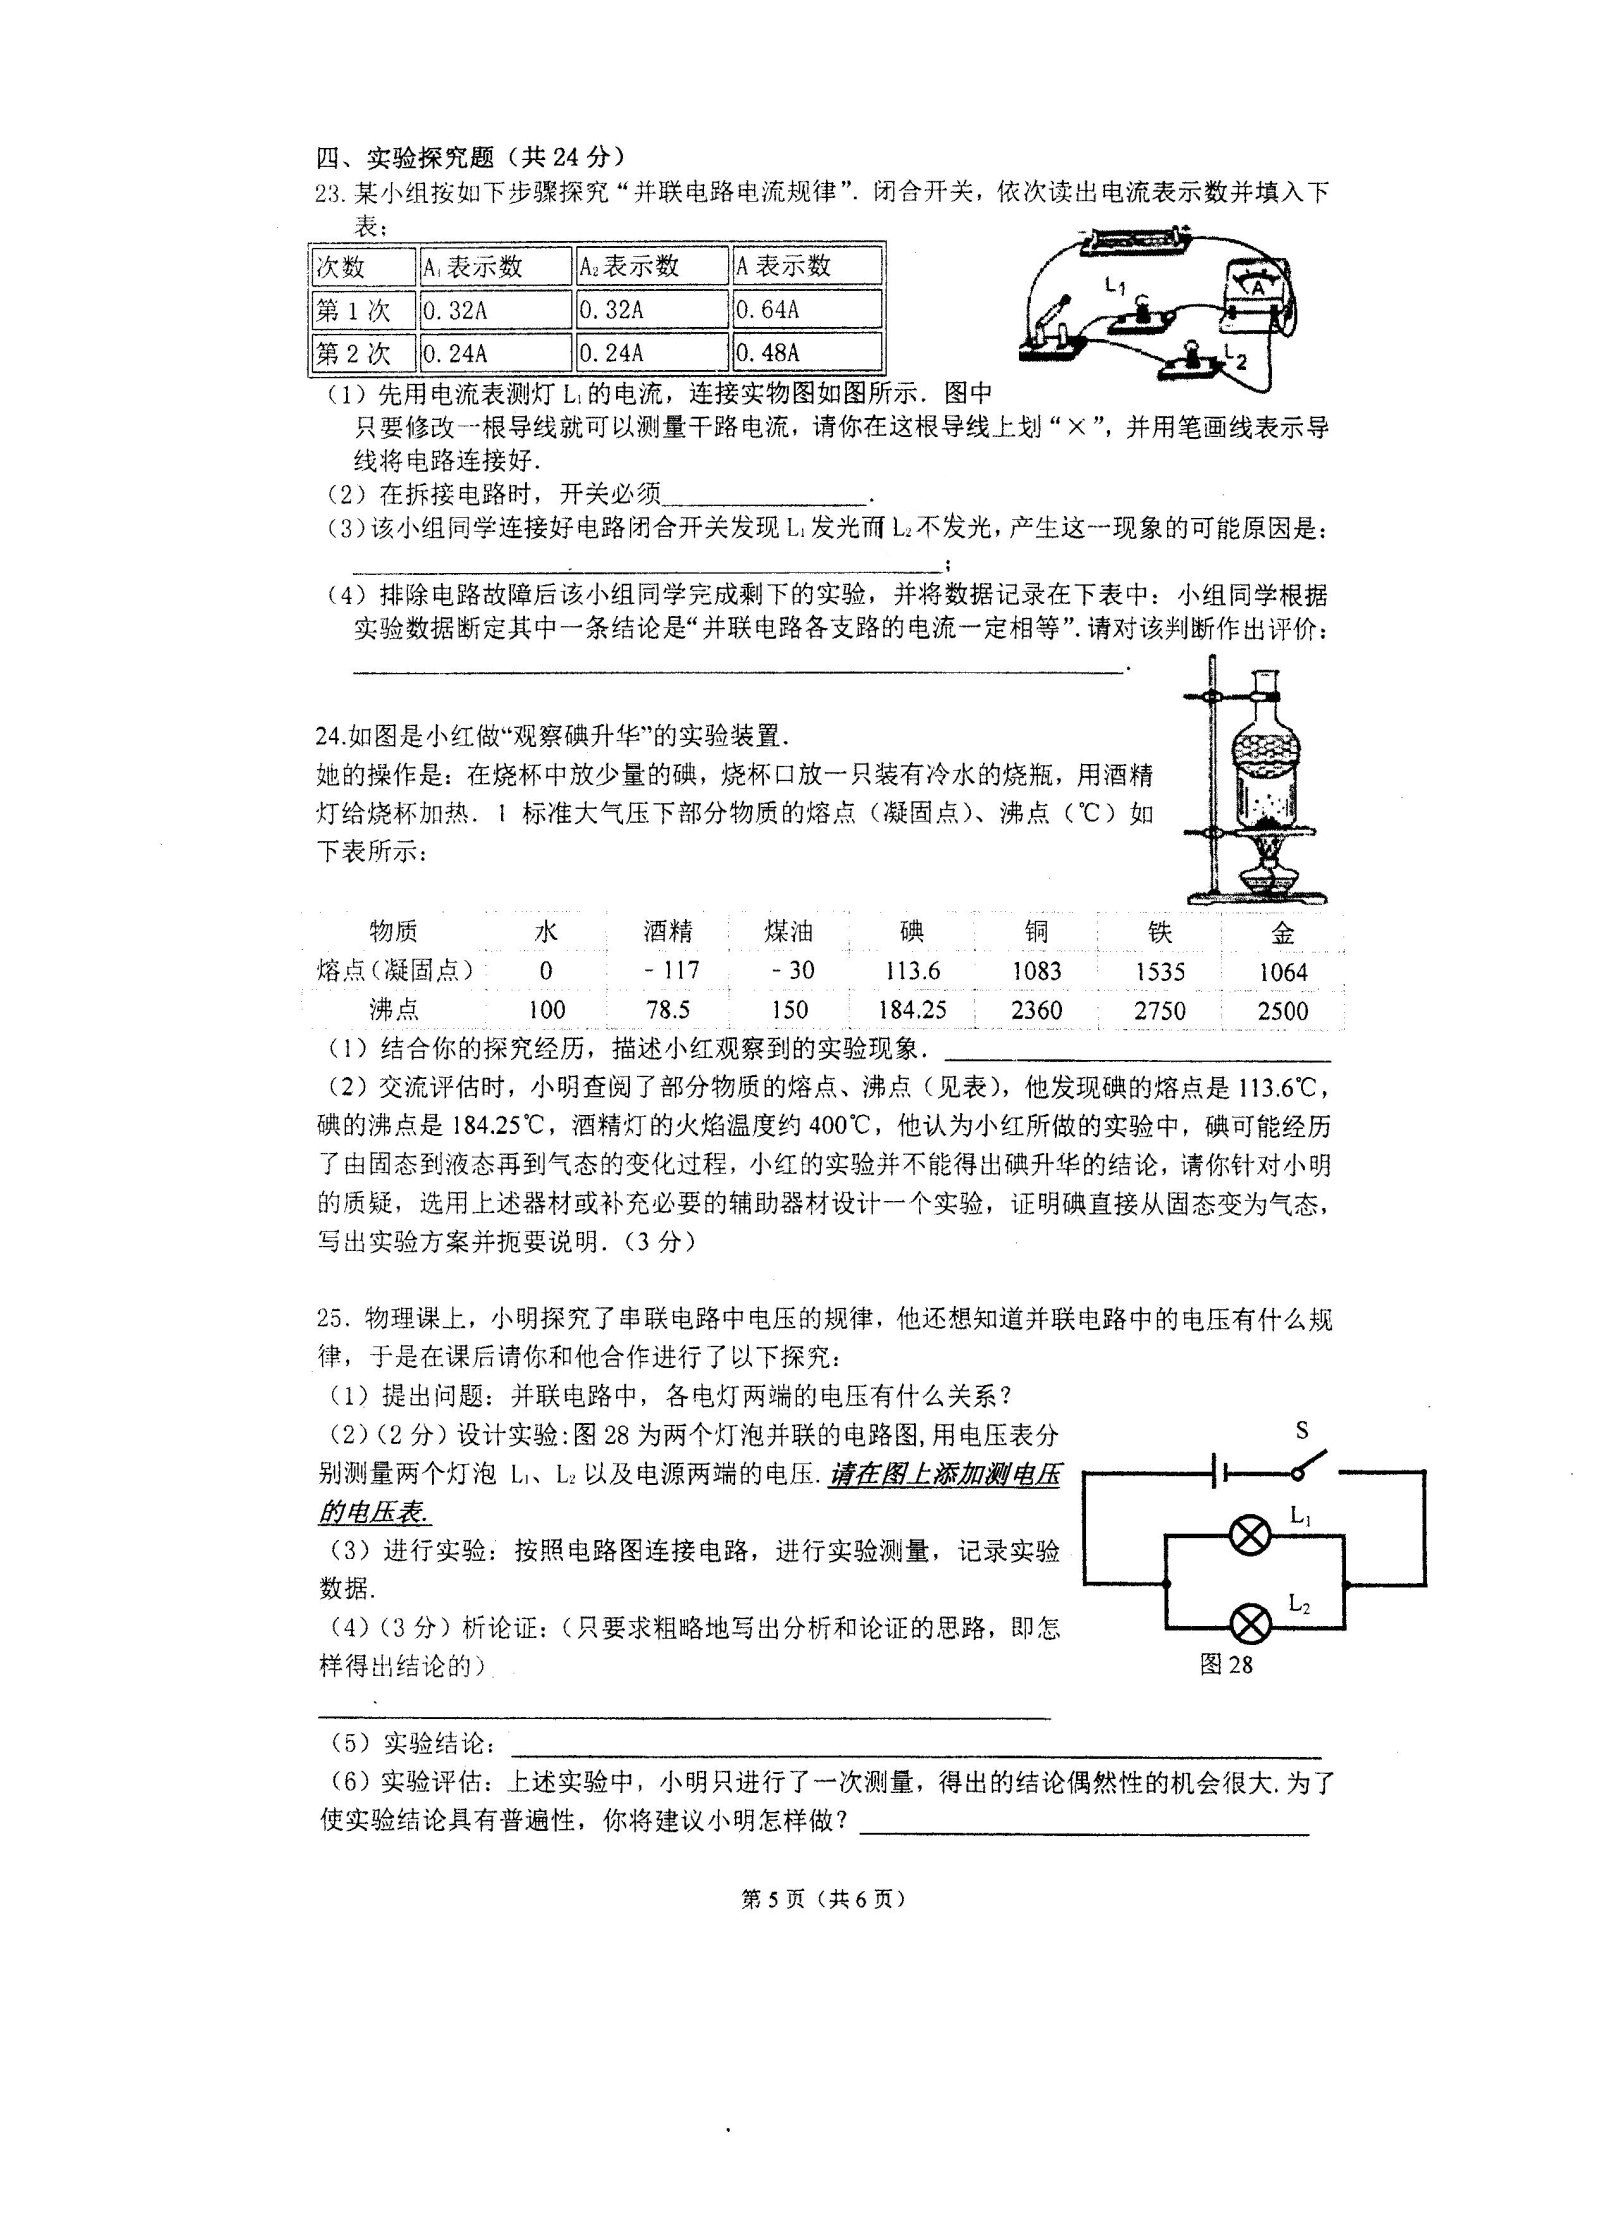 四、实验探究题（共 24 分）
23. 某小组按如下步骤探究“并联电路电流规律”. 闭合开关，依次读出电流表示数并填入下
表：
次数 A₁表示数 A₂表示数 A 表示数
第 1 次 0.32A 0.32A 0.64A
第 2 次 0.24A 0.24A 0.48A
L₁
A
L₂
（1）先用电流表测灯 L₁的电流，连接实物图如图所示. 图中
只要修改一根导线就可以测量干路电流，请你在这根导线上划“×”，并用笔画线表示导
线将电路连接好.
（2）在拆接电路时，开关必须________.
（3）该小组同学连接好电路闭合开关发现 L₁发光而 L₂不发光，产生这一现象的可能原因是：
________；
（4）排除电路故障后该小组同学完成剩下的实验，并将数据记录在下表中：小组同学根据
实验数据断定其中一条结论是“并联电路各支路的电流一定相等”.请对该判断作出评价：
________.
24.如图是小红做“观察碘升华”的实验装置.
她的操作是：在烧杯中放少量的碘，烧杯口放一只装有冷水的烧瓶，用酒精
灯给烧杯加热. 1 标准大气压下部分物质的熔点（凝固点）、沸点（℃）如
下表所示：
物质 水 酒精 煤油 碘 铜 铁 金
熔点（凝固点） 0 －117 －30 113.6 1083 1535 1064
沸点 100 78.5 150 184.25 2360 2750 2500
（1）结合你的探究经历，描述小红观察到的实验现象. ________
（2）交流评估时，小明查阅了部分物质的熔点、沸点（见表），他发现碘的熔点是 113.6℃，
碘的沸点是 184.25℃，酒精灯的火焰温度约 400℃，他认为小红所做的实验中，碘可能经历
了由固态到液态再到气态的变化过程，小红的实验并不能得出碘升华的结论，请你针对小明
的质疑，选用上述器材或补充必要的辅助器材设计一个实验，证明碘直接从固态变为气态，
写出实验方案并扼要说明.（3 分）
25. 物理课上，小明探究了串联电路中电压的规律，他还想知道并联电路中的电压有什么规
律，于是在课后请你和他合作进行了以下探究：
（1）提出问题：并联电路中，各电灯两端的电压有什么关系？
（2）（2 分）设计实验：图 28 为两个灯泡并联的电路图，用电压表分
别测量两个灯泡 L₁、L₂ 以及电源两端的电压. 请在图上添加测电压
的电压表.
（3）进行实验：按照电路图连接电路，进行实验测量，记录实验
数据.
（4）（3 分）析论证：（只要求粗略地写出分析和论证的思路，即怎
样得出结论的）
________
S
L₁
L₂
图 28
（5）实验结论：________
（6）实验评估：上述实验中，小明只进行了一次测量，得出的结论偶然性的机会很大. 为了
使实验结论具有普遍性，你将建议小明怎样做？________
第 5 页（共 6 页）